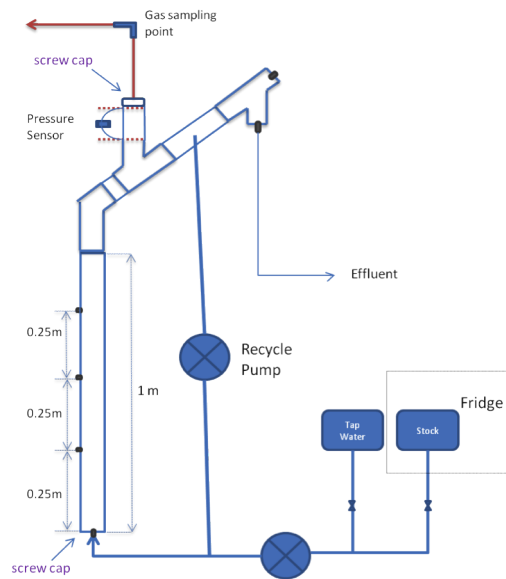 Gas sampling
point
screw cap
Pressure
Sensor
Effluent
0.25m
0.25m
0.25m
1 m
Recycle
Pump
Fridge
Tap
Water
Stock
screw cap